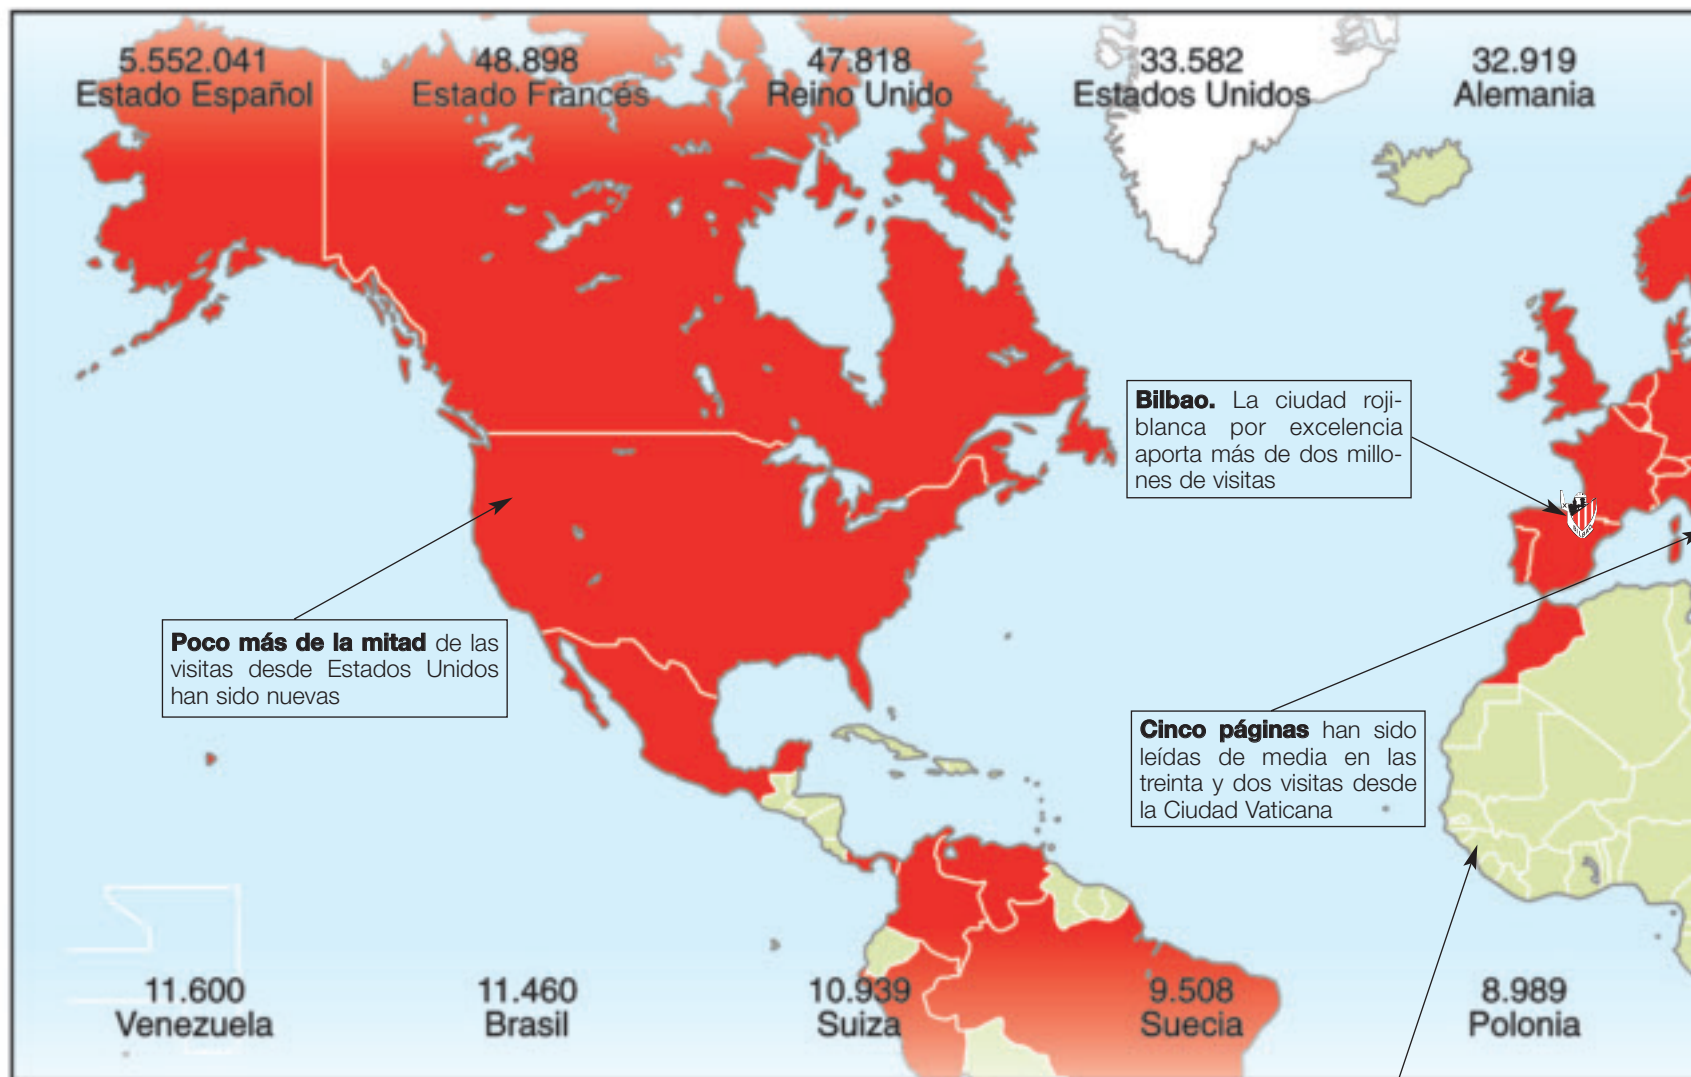 5.552.041
Estado Español
48.898
Estado Francés
47.818
Reino Unido
33.582
Estados Unidos
32.919
Alemania
Bilbao. La ciudad roji-
blanca por excelencia
aporta más de dos millo-
nes de visitas
Poco más de la mitad de las
visitas desde Estados Unidos
han sido nuevas
Cinco páginas han sido
leídas de media en las
treinta y dos visitas desde
la Ciudad Vaticana
11.600
Venezuela
11.460
Brasil
10.939
Suiza
9.508
Suecia
8.989
Polonia